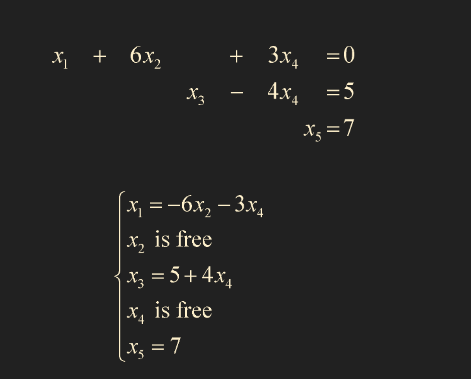 x₁ + 6x₂ + 3x₄ =0
x₃ − 4x₄ =5
x₅=7
x₁ = −6x₂ − 3x₄
x₂ is free
x₃ = 5 + 4x₄
x₄ is free
x₅ = 7